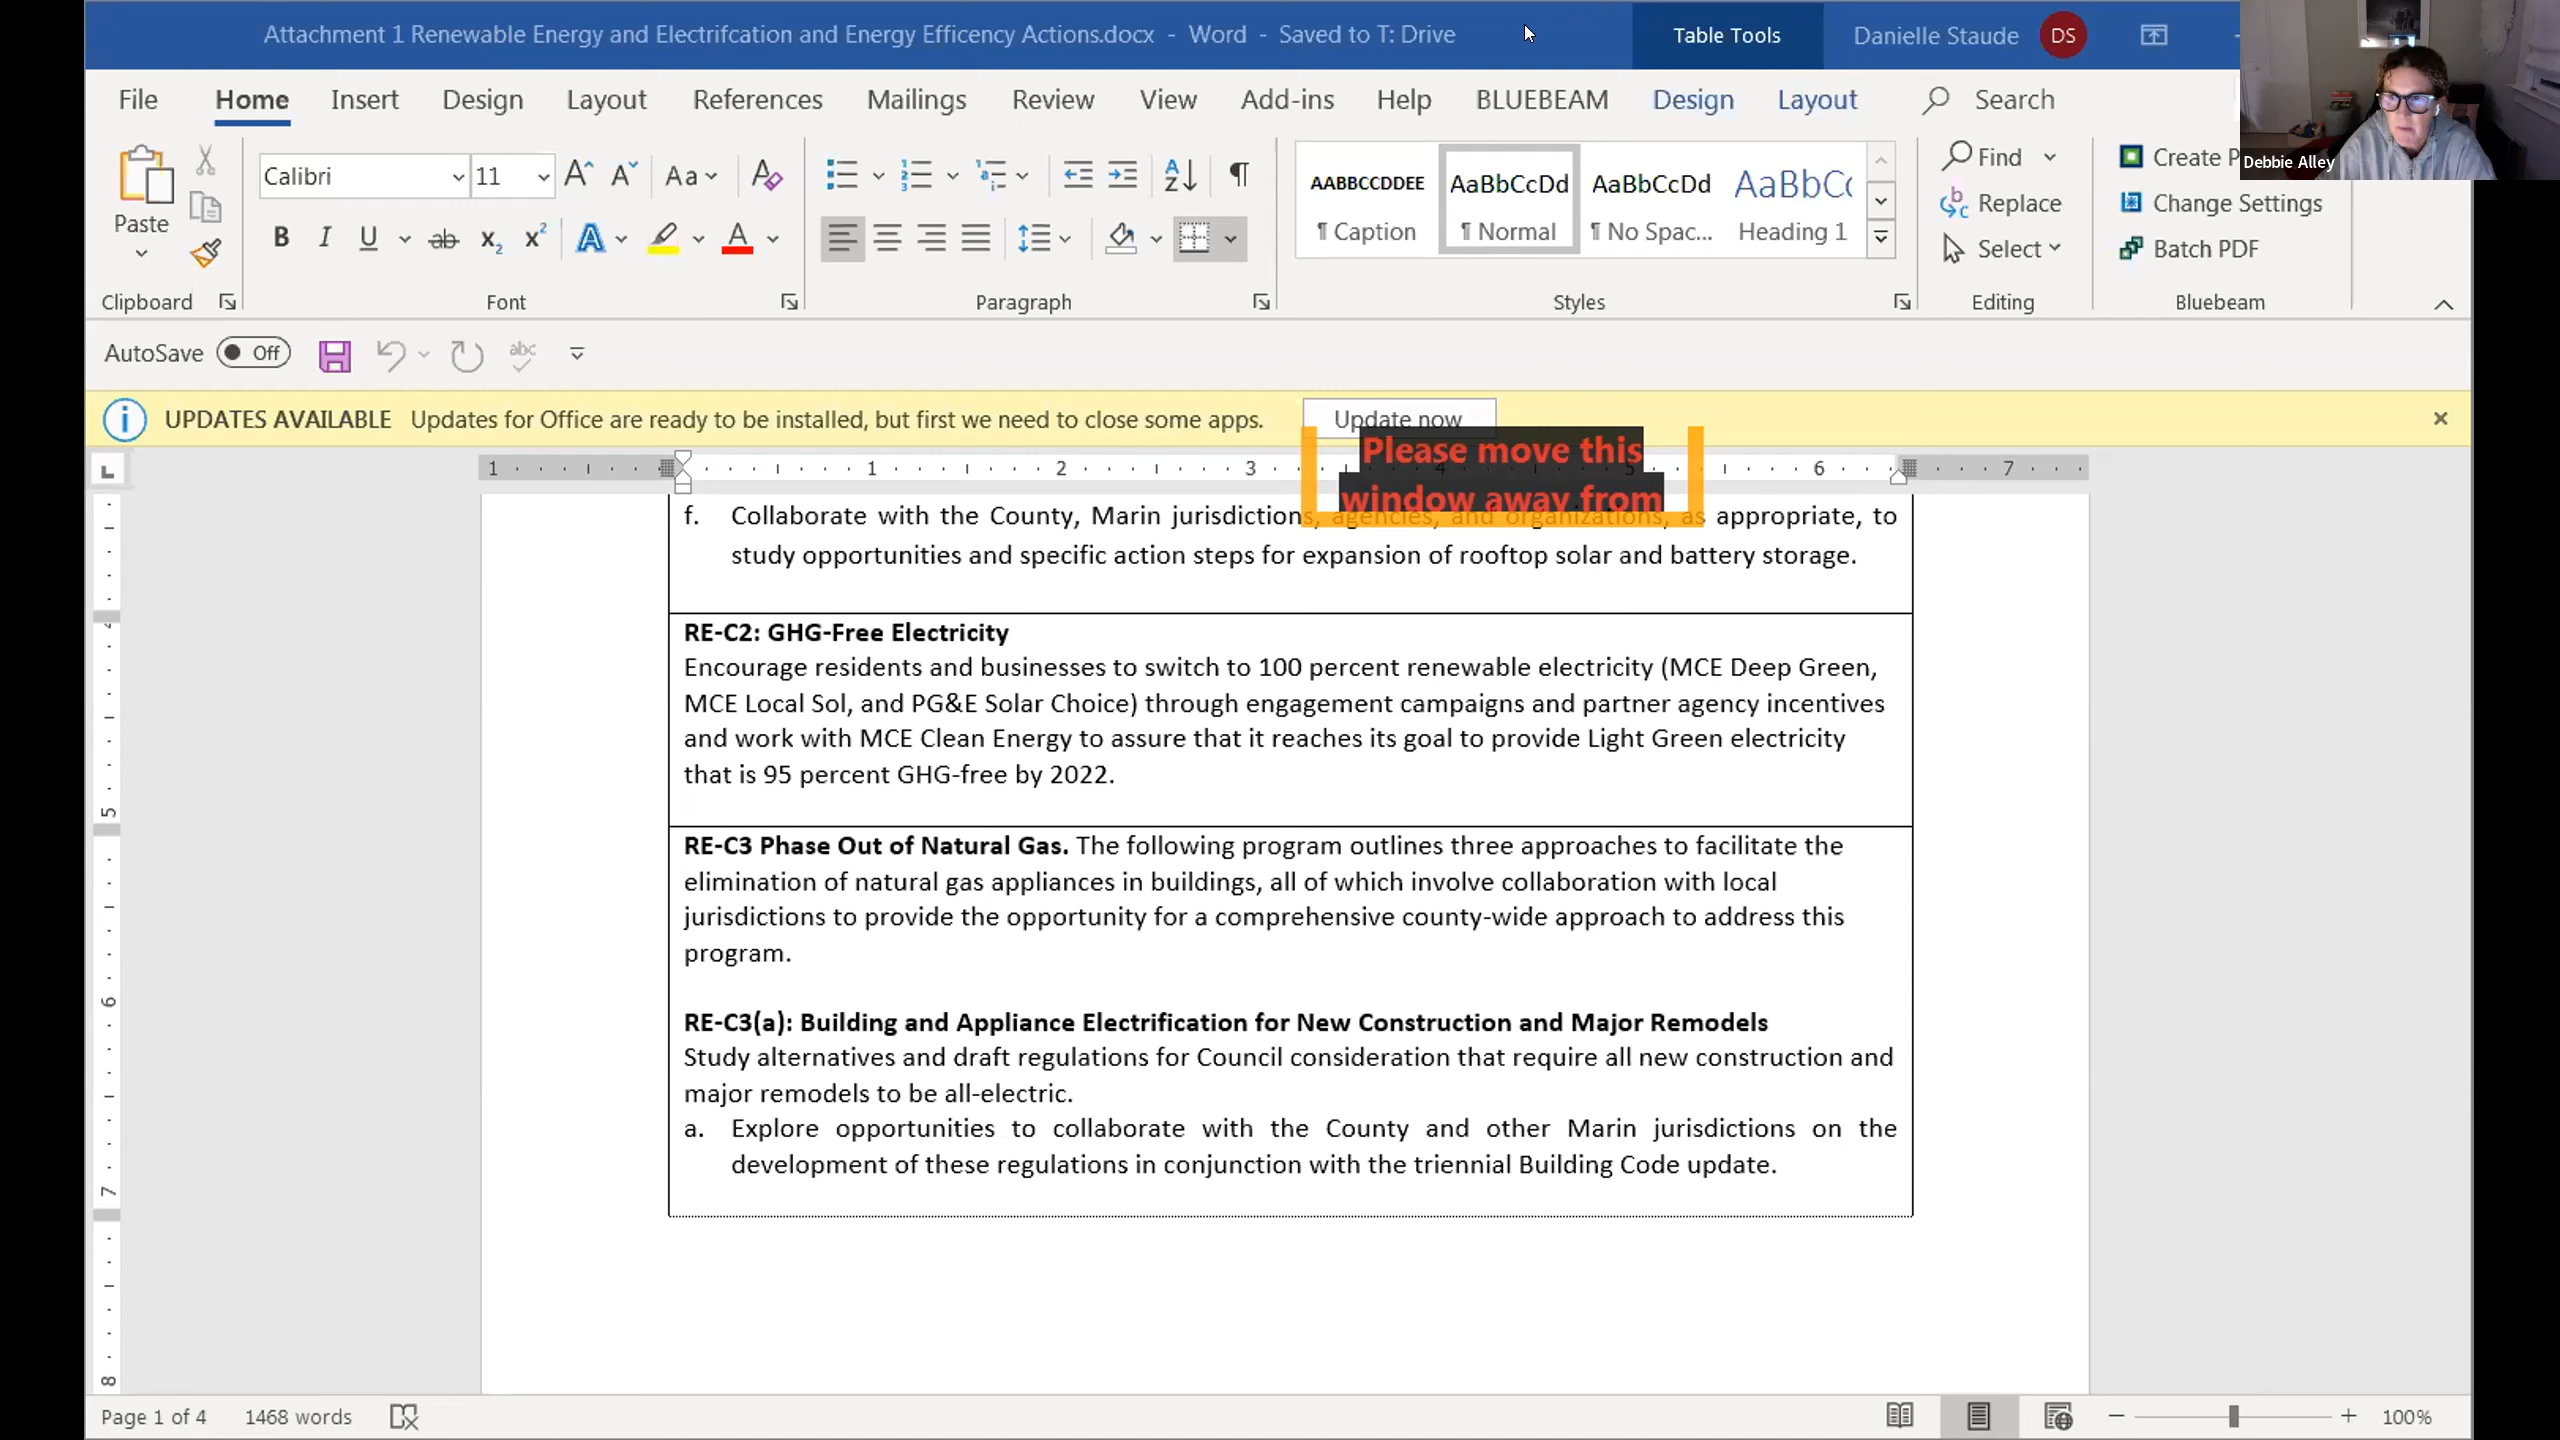 Attachment 1 Renewable Energy and Electrifcation and Energy Efficency Actions.docx - Word - Saved to T: Drive
Table Tools
Danielle Staude
DS
File Home Insert Design Layout References Mailings Review View Add-ins Help BLUEBEAM Design Layout Search
Debbie Alley
Paste
Calibri
11
Aa
AABBCCDDEE
¶ Caption
AaBbCcDd
¶ Normal
AaBbCcDd
¶ No Spac...
AaBbC
Heading 1
Find
Replace
Select
Create
Change Settings
Batch PDF
Clipboard
Font
Paragraph
Styles
Editing
Bluebeam
AutoSave
Off
UPDATES AVAILABLE Updates for Office are ready to be installed, but first we need to close some apps. Update now
Please move this
window away from
1 1 2 3 4 5 6 7
f. Collaborate with the County, Marin jurisdictions, agencies, and organizations, as appropriate, to
study opportunities and specific action steps for expansion of rooftop solar and battery storage.
RE-C2: GHG-Free Electricity
Encourage residents and businesses to switch to 100 percent renewable electricity (MCE Deep Green,
MCE Local Sol, and PG&E Solar Choice) through engagement campaigns and partner agency incentives
and work with MCE Clean Energy to assure that it reaches its goal to provide Light Green electricity
that is 95 percent GHG-free by 2022.
RE-C3 Phase Out of Natural Gas. The following program outlines three approaches to facilitate the
elimination of natural gas appliances in buildings, all of which involve collaboration with local
jurisdictions to provide the opportunity for a comprehensive county-wide approach to address this
program.
RE-C3(a): Building and Appliance Electrification for New Construction and Major Remodels
Study alternatives and draft regulations for Council consideration that require all new construction and
major remodels to be all-electric.
a. Explore opportunities to collaborate with the County and other Marin jurisdictions on the
development of these regulations in conjunction with the triennial Building Code update.
5
6
7
8
Page 1 of 4
1468 words
100%